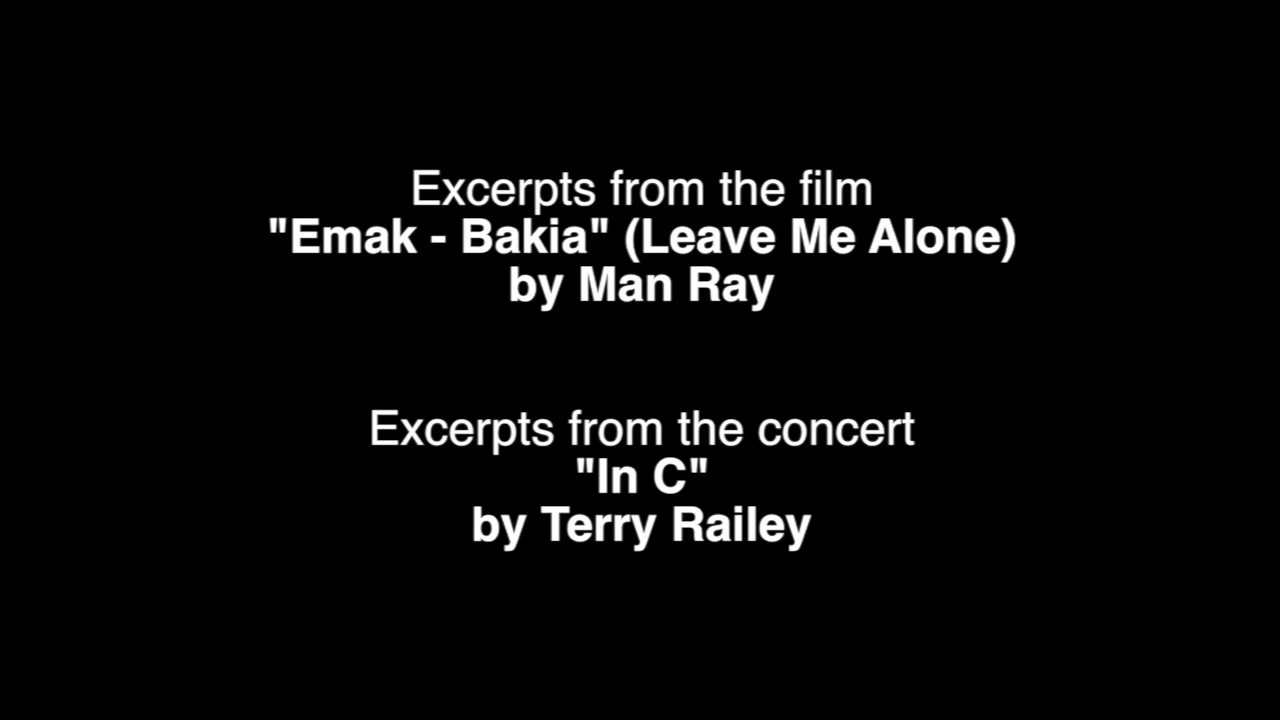 Excerpts from the film
"Emak - Bakia" (Leave Me Alone)
by Man Ray
Excerpts from the concert
"In C"
by Terry Railey